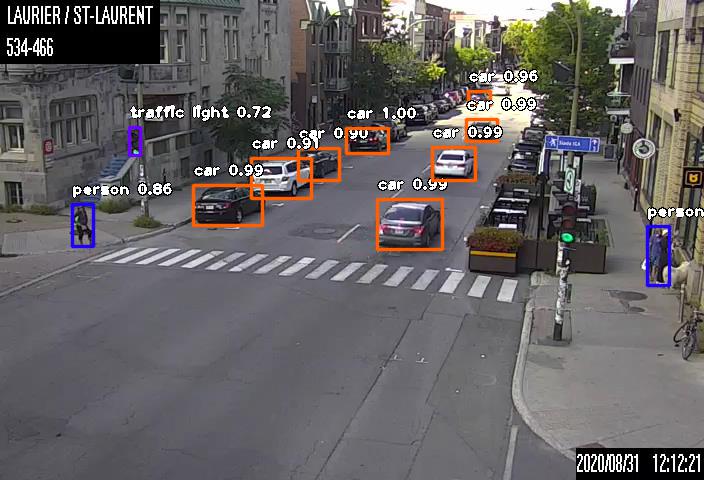 LAURIER / ST-LAURENT
534-466
car 0.96
car 0.99
traffic light 0.72
car 1.00
car 0.90
car 0.99
car 0.91
car 0.99
car 0.99
person 0.86
person
2020/08/31 12:12:21